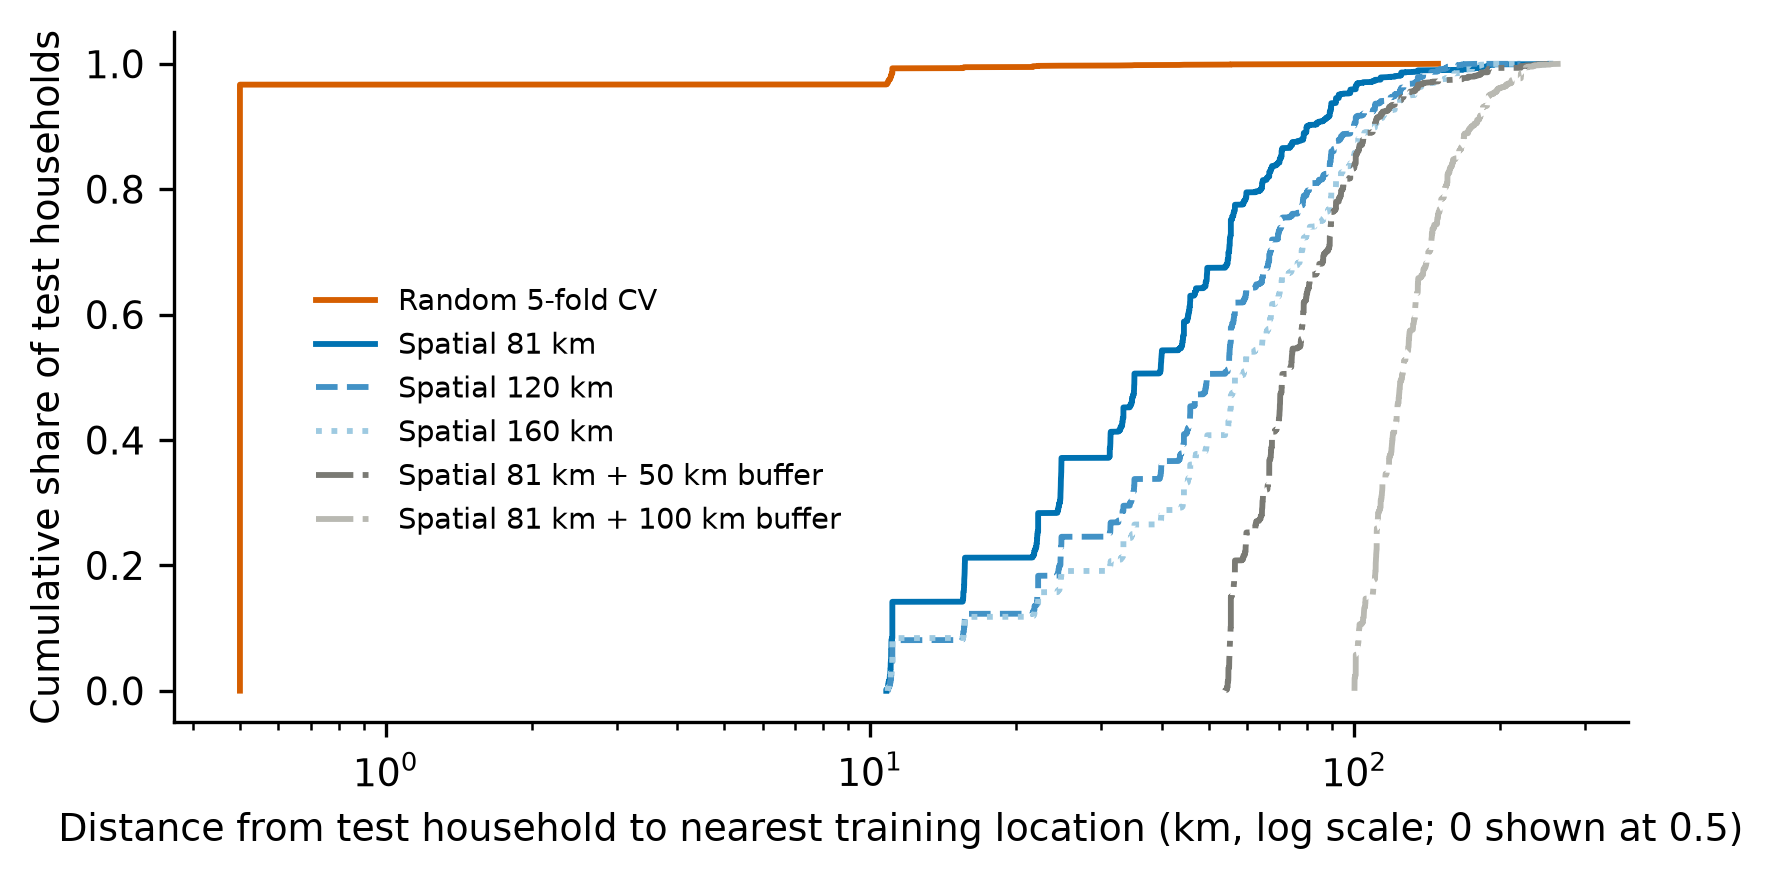 Cumulative share of test households
1.0
0.8
0.6
0.4
0.2
0.0
Random 5-fold CV
Spatial 81 km
Spatial 120 km
Spatial 160 km
Spatial 81 km + 50 km buffer
Spatial 81 km + 100 km buffer
10⁰ 10¹ 10²
Distance from test household to nearest training location (km, log scale; 0 shown at 0.5)